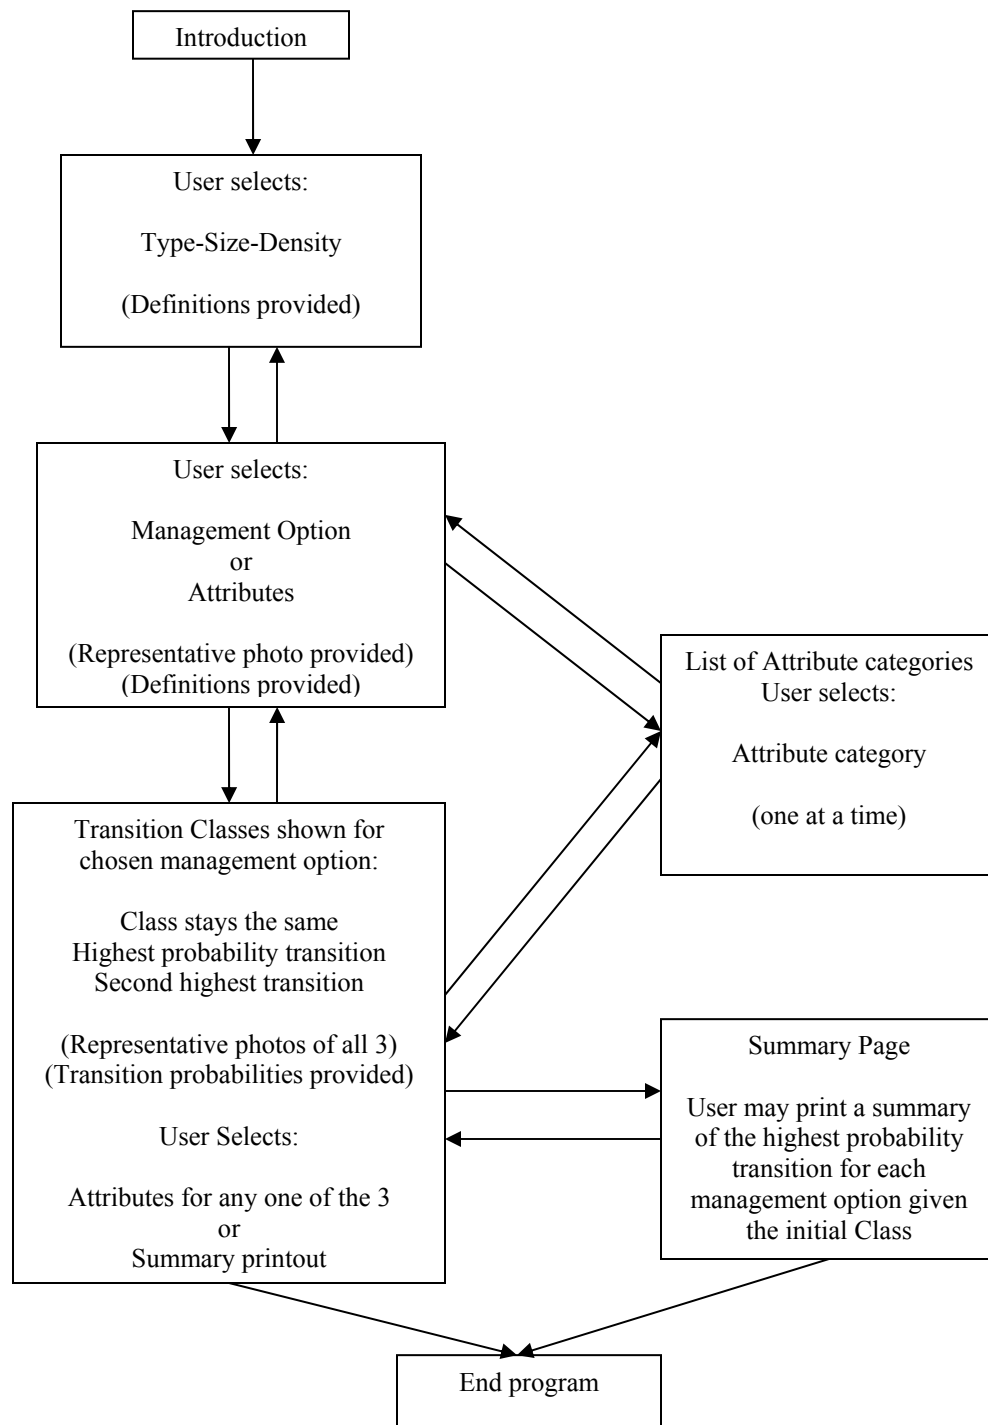 Introduction
User selects:
Type-Size-Density
(Definitions provided)
User selects:
Management Option
or
Attributes
(Representative photo provided)
(Definitions provided)
List of Attribute categories
User selects:
Attribute category
(one at a time)
Transition Classes shown for
chosen management option:
Class stays the same
Highest probability transition
Second highest transition
(Representative photos of all 3)
(Transition probabilities provided)
User Selects:
Attributes for any one of the 3
or
Summary printout
Summary Page
User may print a summary
of the highest probability
transition for each
management option given
the initial Class
End program